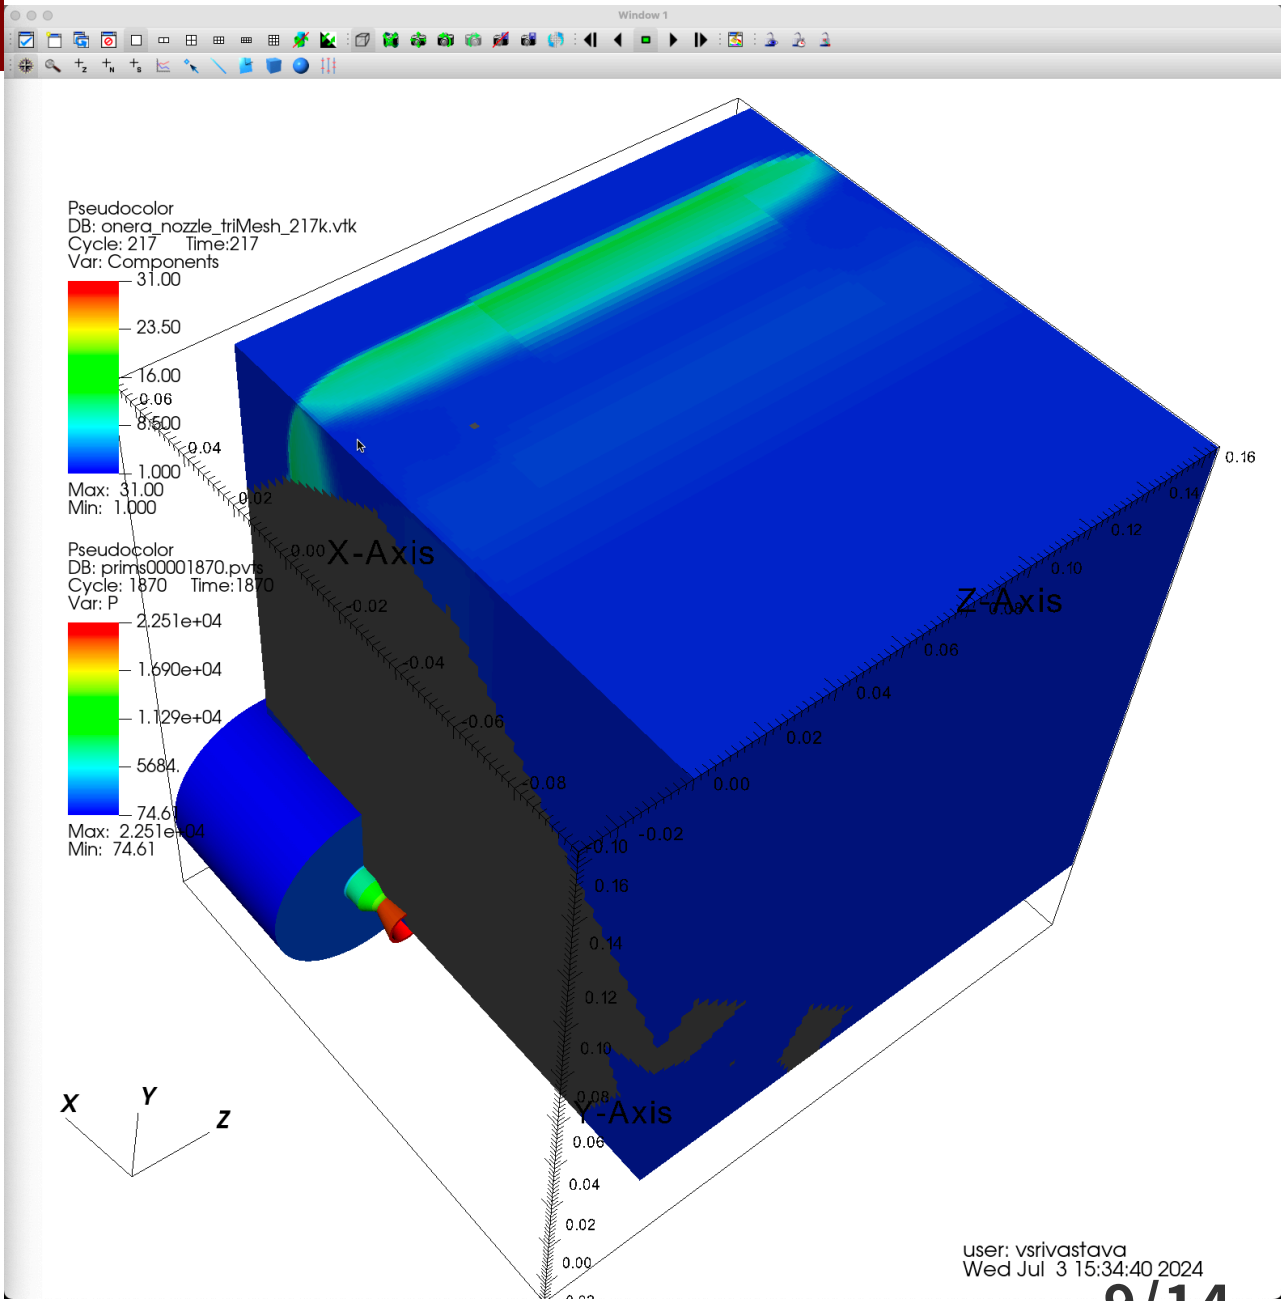 Window 1
Pseudocolor
DB: onera_nozzle_triMesh_217k.vtk
Cycle: 217 Time:217
Var: Components
31.00
23.50
16.00
8.500
1.000
Max: 31.00
Min: 1.000
Pseudocolor
DB: prims00001870.pvts
Cycle: 1870 Time:1870
Var: P
2.251e+04
1.690e+04
1.129e+04
5684.
74.61
Max: 2.251e+04
Min: 74.61
0.06
0.04
0.02
0.00
-0.02
-0.04
-0.06
-0.08
-0.10
X-Axis
0.16
0.14
0.12
0.10
0.08
0.06
0.04
0.02
0.00
-0.02
Z-Axis
0.16
0.14
0.12
0.10
0.08
0.06
0.04
0.02
0.00
Y-Axis
X
Y
Z
user: vsrivastava
Wed Jul 3 15:34:40 2024
9/14